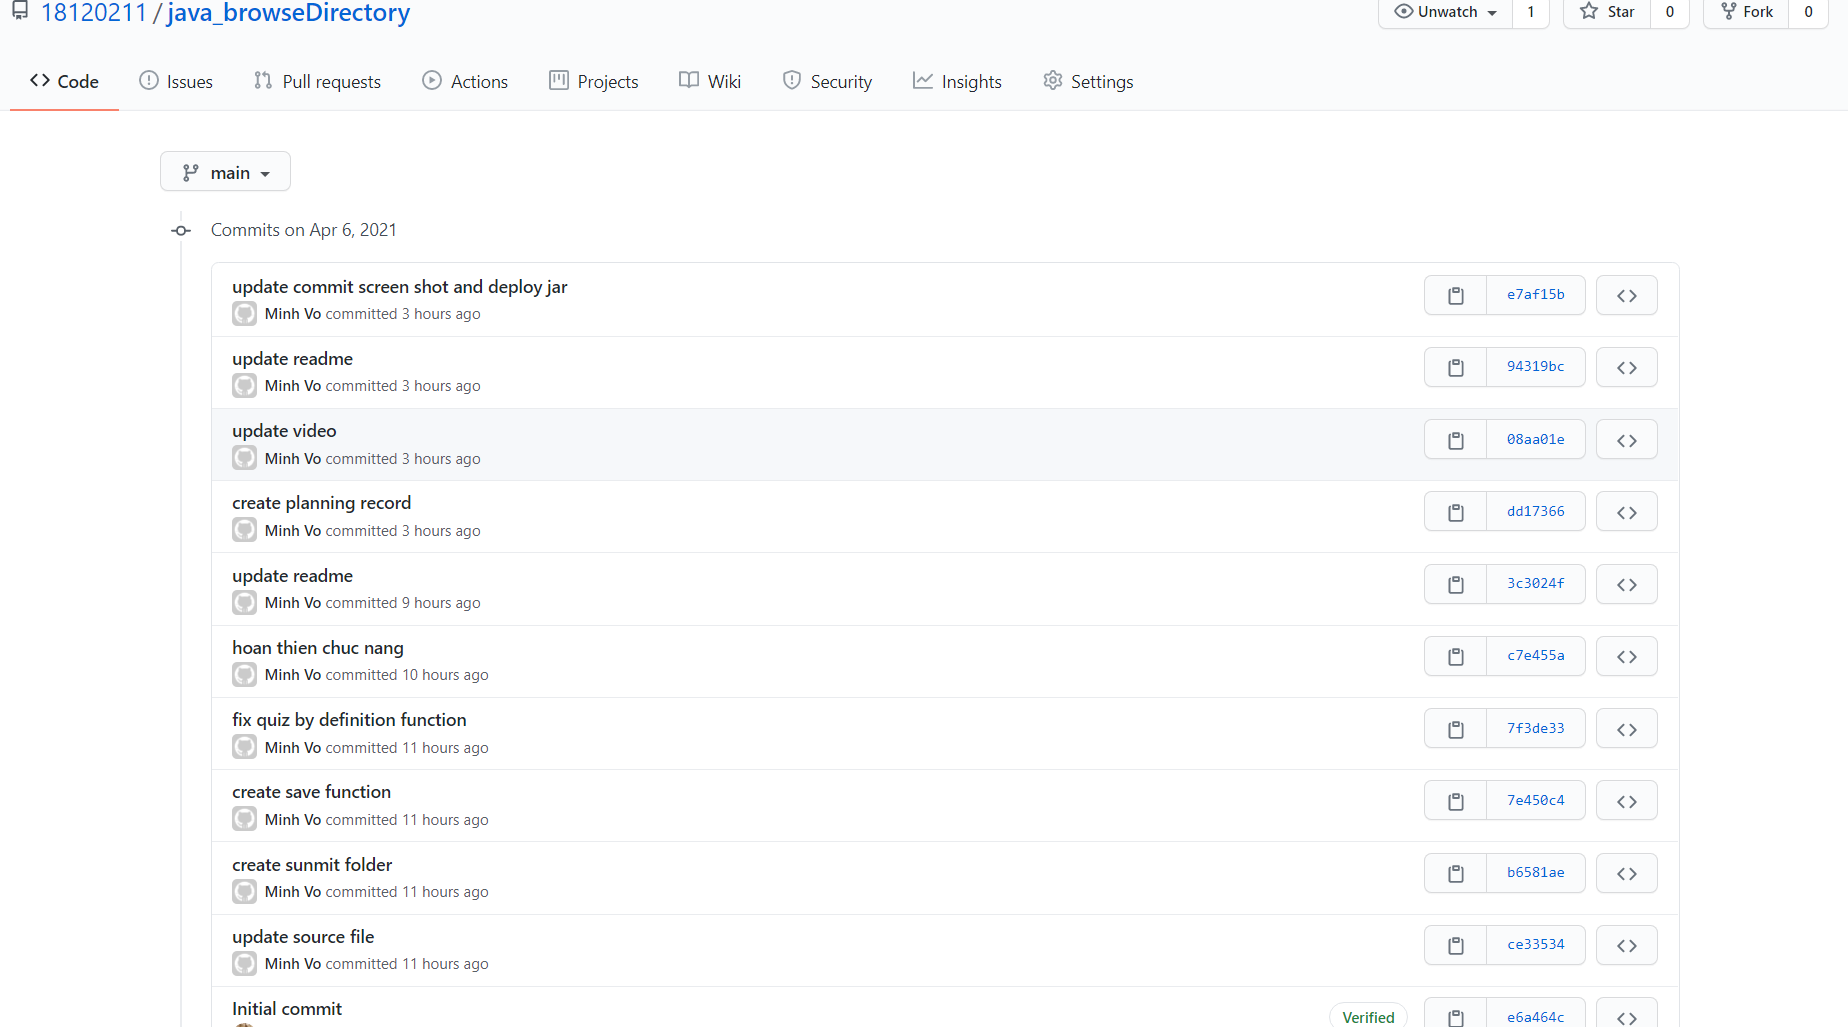 18120211 / java_browseDirectory
Unwatch 1 Star 0 Fork 0
Code Issues Pull requests Actions Projects Wiki Security Insights Settings
main
Commits on Apr 6, 2021
update commit screen shot and deploy jar
Minh Vo committed 3 hours ago
e7af15b
update readme
Minh Vo committed 3 hours ago
94319bc
update video
Minh Vo committed 3 hours ago
08aa01e
create planning record
Minh Vo committed 3 hours ago
dd17366
update readme
Minh Vo committed 9 hours ago
3c3024f
hoan thien chuc nang
Minh Vo committed 10 hours ago
c7e455a
fix quiz by definition function
Minh Vo committed 11 hours ago
7f3de33
create save function
Minh Vo committed 11 hours ago
7e450c4
create sunmit folder
Minh Vo committed 11 hours ago
b6581ae
update source file
Minh Vo committed 11 hours ago
ce33534
Initial commit
Verified e6a464c